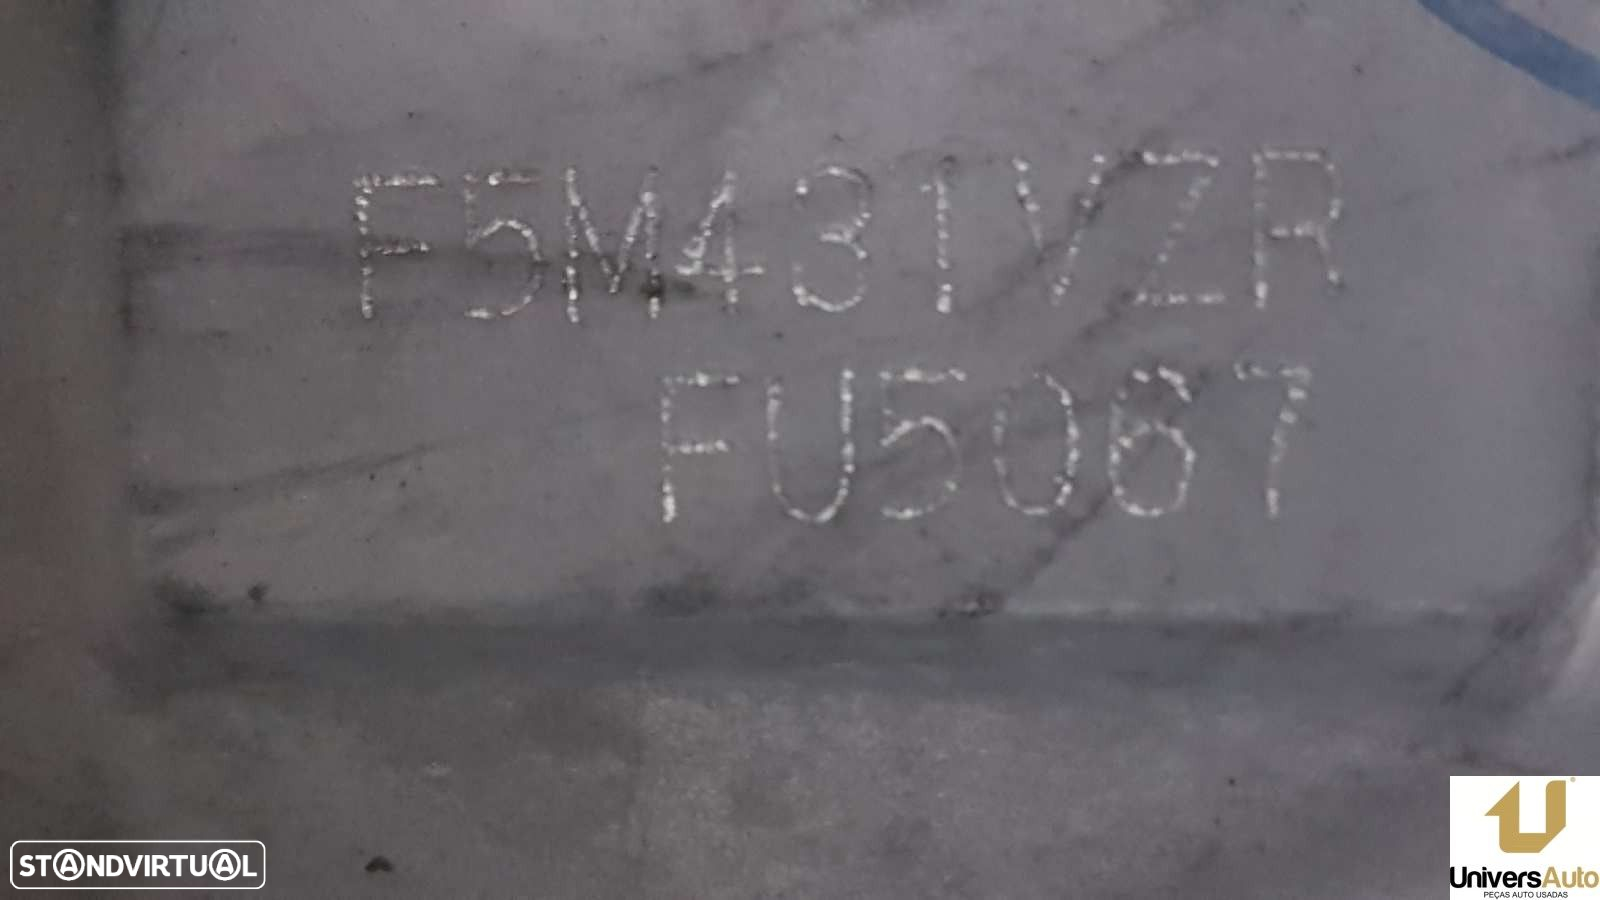 F5M431VZR
FU5067
STANDVIRTUAL
UniversAuto
PEÇAS AUTO USADAS